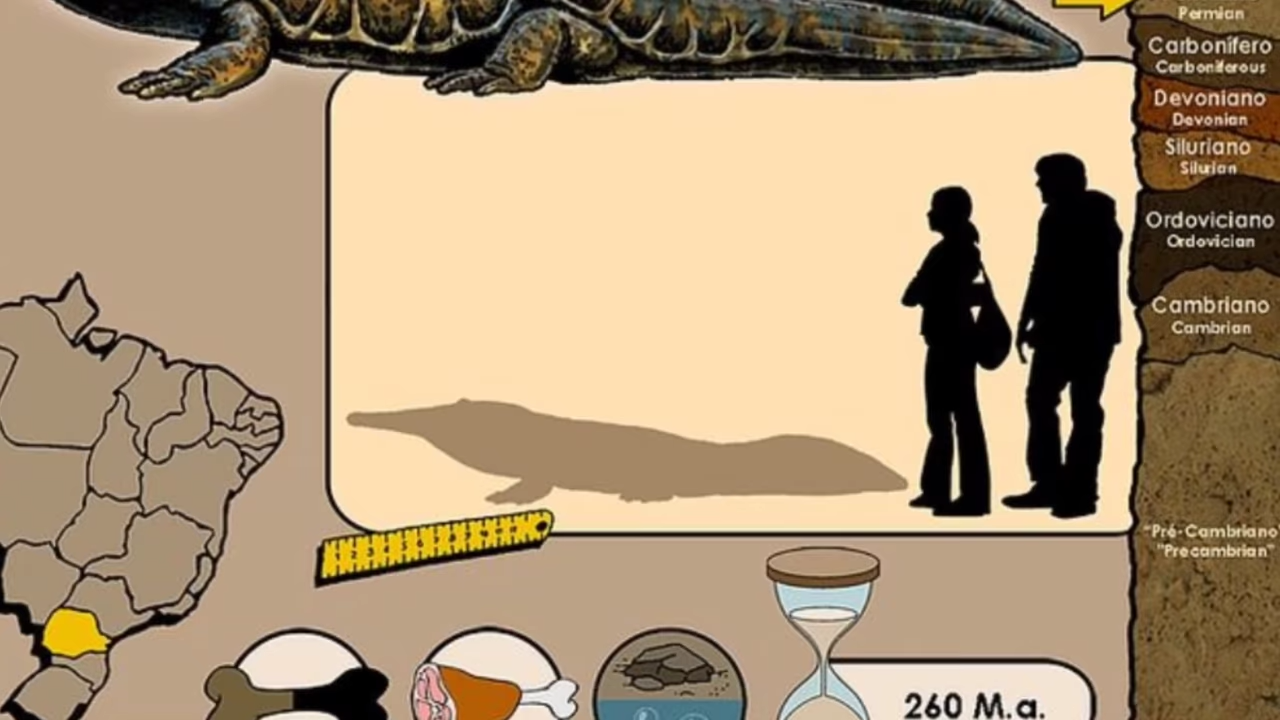 Permian
Carbonífero
Carboniferous
Devoniano
Devonian
Siluriano
Silurian
Ordoviciano
Ordovician
Cambriano
Cambrian
"Pré-Cambriano
"Precambrian"
260 M.a.